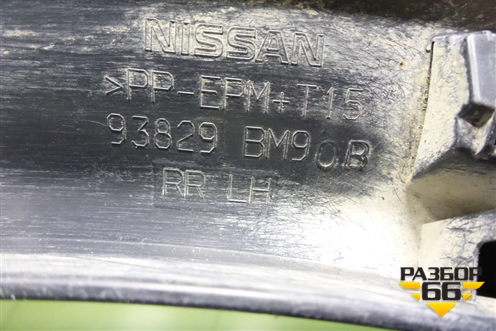 NISSAN
>PP-EPM+T15
93829 BM90B
RR LH
РАЗБОР
66